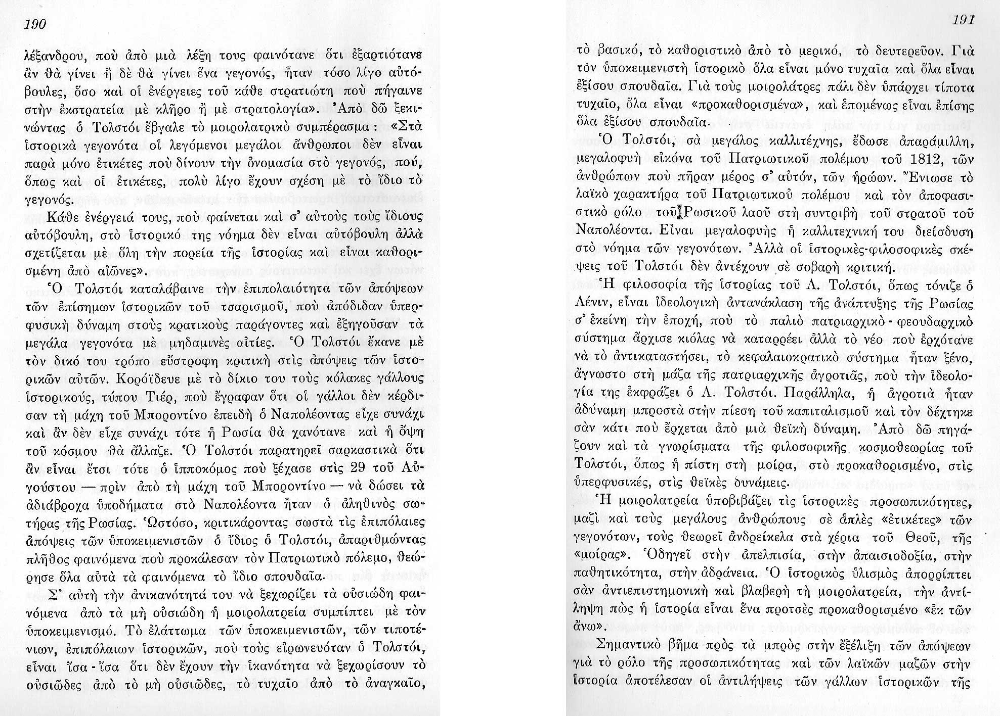 190
λέξανδρου, ποὺ ἀπὸ μιὰ λέξη τους φαινότανε ὅτι ἐξαρτιότανε
ἂν θὰ γίνει ἢ δὲ θὰ γίνει ἕνα γεγονός, ἦταν τόσο λίγο αὐτό-
βουλες, ὅσο καὶ οἱ ἐνέργειες τοῦ κάθε στρατιώτη ποὺ πήγαινε
στὴν ἐκστρατεία μὲ κλῆρο ἢ μὲ στρατολογία». Ἀπὸ δῶ ξεκι-
νώντας ὁ Τολστόι ἔβγαλε τὸ μοιρολατρικὸ συμπέρασμα : «Στὰ
ἱστορικὰ γεγονότα οἱ λεγόμενοι μεγάλοι ἄνθρωποι δὲν εἶναι
παρὰ μόνο ἐτικέτες ποὺ δίνουν τὴν ὀνομασία στὸ γεγονός, πού,
ὅπως καὶ οἱ ἐτικέτες, πολὺ λίγο ἔχουν σχέση μὲ τὸ ἴδιο τὸ
γεγονός.
Κάθε ἐνέργειά τους, ποὺ φαίνεται καὶ σ' αὐτοὺς τοὺς ἴδιους
αὐτόβουλη, στὸ ἱστορικό της νόημα δὲν εἶναι αὐτόβουλη ἀλλὰ
σχετίζεται μὲ ὅλη τὴν πορεία τῆς ἱστορίας καὶ εἶναι καθορι-
σμένη ἀπὸ αἰῶνες».
Ὁ Τολστόι καταλάβαινε τὴν ἐπιπολαιότητα τῶν ἀπόψεων
τῶν ἐπίσημων ἱστορικῶν τοῦ τσαρισμοῦ, ποὺ ἀπόδιδαν ὑπερ-
φυσικὴ δύναμη στοὺς κρατικοὺς παράγοντες καὶ ἐξηγοῦσαν τὰ
μεγάλα γεγονότα μὲ μηδαμινὲς αἰτίες. Ὁ Τολστόι ἔκανε μὲ
τὸν δικό του τρόπο εὔστροφη κριτικὴ στὶς ἀπόψεις τῶν ἱστο-
ρικῶν αὐτῶν. Κορόϊδευε μὲ τὸ δίκιο του τοὺς κόλακες γάλλους
ἱστορικούς, τύπου Τιέρ, ποὺ ἔγραφαν ὅτι οἱ γάλλοι δὲν κέρδι-
σαν τὴ μάχη τοῦ Μποροντίνο ἐπειδὴ ὁ Ναπολέοντας εἶχε συνάχι
καὶ ἂν δὲν εἶχε συνάχι τότε ἡ Ρωσία θὰ χανότανε καὶ ἡ ὄψη
τοῦ κόσμου θὰ ἄλλαζε. Ὁ Τολστόι παρατηρεῖ σαρκαστικὰ ὅτι
ἂν εἶναι ἔτσι τότε ὁ ἱπποκόμος ποὺ ξέχασε στὶς 29 τοῦ Αὐ-
γούστου — πρὶν ἀπὸ τὴ μάχη τοῦ Μποροντίνο — νὰ δώσει τὰ
ἀδιάβροχα ὑποδήματα στὸ Ναπολέοντα ἦταν ὁ ἀληθινὸς σω-
τήρας τῆς Ρωσίας. Ὡστόσο, κριτικάροντας σωστὰ τὶς ἐπιπόλαιες
ἀπόψεις τῶν ὑποκειμενιστῶν ὁ ἴδιος ὁ Τολστόι, ἀπαριθμώντας
πλῆθος φαινόμενα ποὺ προκάλεσαν τὸν Πατριωτικὸ πόλεμο, θεώ-
ρησε ὅλα αὐτὰ τὰ φαινόμενα τὸ ἴδιο σπουδαῖα.
Σ' αὐτὴ τὴν ἀνικανότητά του νὰ ξεχωρίζει τὰ οὐσιώδη φαι-
νόμενα ἀπὸ τὰ μὴ οὐσιώδη ἡ μοιρολατρεία συμπίπτει μὲ τὸν
ὑποκειμενισμό. Τὸ ἐλάττωμα τῶν ὑποκειμενιστῶν, τῶν τιποτέ-
νιων, ἐπιπόλαιων ἱστορικῶν, ποὺ τοὺς εἰρωνευόταν ὁ Τολστόι,
εἶναι ἴσα - ἴσα ὅτι δὲν ἔχουν τὴν ἱκανότητα νὰ ξεχωρίσουν τὸ
οὐσιῶδες ἀπὸ τὸ μὴ οὐσιῶδες, τὸ τυχαῖο ἀπὸ τὸ ἀναγκαῖο,
191
τὸ βασικό, τὸ καθοριστικὸ ἀπὸ τὸ μερικό, τὸ δευτερεῦον. Γιὰ
τὸν ὑποκειμενιστὴ ἱστορικὸ ὅλα εἶναι μόνο τυχαῖα καὶ ὅλα εἶναι
ἐξίσου σπουδαῖα. Γιὰ τοὺς μοιρολάτρες πάλι δὲν ὑπάρχει τίποτα
τυχαῖο, ὅλα εἶναι «προκαθορισμένα», καὶ ἑπομένως εἶναι ἐπίσης
ὅλα ἐξίσου σπουδαῖα.
Ὁ Τολστόι, σὰ μεγάλος καλλιτέχνης, ἔδωσε ἀπαράμιλλη,
μεγαλοφυὴ εἰκόνα τοῦ Πατριωτικοῦ πολέμου τοῦ 1812, τῶν
ἀνθρώπων ποὺ πῆραν μέρος σ' αὐτόν, τῶν ἡρώων. Ἔνιωσε τὸ
λαϊκὸ χαρακτήρα τοῦ Πατριωτικοῦ πολέμου καὶ τὸν ἀποφασι-
στικὸ ρόλο τοῦ Ρωσικοῦ λαοῦ στὴ συντριβὴ τοῦ στρατοῦ τοῦ
Ναπολέοντα. Εἶναι μεγαλοφυὴς ἡ καλλιτεχνική του διείσδυση
στὸ νόημα τῶν γεγονότων. Ἀλλὰ οἱ ἱστορικὲς-φιλοσοφικὲς σκέ-
ψεις τοῦ Τολστόι δὲν ἀντέχουν σὲ σοβαρὴ κριτική.
Ἡ φιλοσοφία τῆς ἱστορίας τοῦ Λ. Τολστόι, ὅπως τόνιζε ὁ
Λένιν, εἶναι ἰδεολογικὴ ἀντανάκλαση τῆς ἀνάπτυξης τῆς Ρωσίας
σ' ἐκείνη τὴν ἐποχή, ποὺ τὸ παλιὸ πατριαρχικὸ - φεουδαρχικὸ
σύστημα ἄρχισε κιόλας νὰ καταρρέει ἀλλὰ τὸ νέο ποὺ ἐρχότανε
νὰ τὸ ἀντικαταστήσει, τὸ κεφαλαιοκρατικὸ σύστημα ἦταν ξένο,
ἄγνωστο στὴ μάζα τῆς πατριαρχικῆς ἀγροτιᾶς, ποὺ τὴν ἰδεολο-
γία της ἐκφράζει ὁ Λ. Τολστόι. Παράλληλα, ἡ ἀγροτιὰ ἦταν
ἀδύναμη μπροστὰ στὴν πίεση τοῦ καπιταλισμοῦ καὶ τὸν δέχτηκε
σὰν κάτι ποὺ ἔρχεται ἀπὸ μιὰ θεϊκὴ δύναμη. Ἀπὸ δῶ πηγά-
ζουν καὶ τὰ γνωρίσματα τῆς φιλοσοφικῆς κοσμοθεωρίας τοῦ
Τολστόι, ὅπως ἡ πίστη στὴ μοίρα, στὸ προκαθορισμένο, στὶς
ὑπερφυσικές, στὶς θεϊκὲς δυνάμεις.
Ἡ μοιρολατρεία ὑποβιβάζει τὶς ἱστορικὲς προσωπικότητες,
μαζὶ καὶ τοὺς μεγάλους ἀνθρώπους σὲ ἁπλὲς «ἐτικέτες» τῶν
γεγονότων, τοὺς θεωρεῖ ἀνδρείκελα στὰ χέρια τοῦ Θεοῦ, τῆς
«μοίρας». Ὁδηγεῖ στὴν ἀπελπισία, στὴν ἀπαισιοδοξία, στὴν
παθητικότητα, στὴν ἀδράνεια. Ὁ ἱστορικὸς ὑλισμὸς ἀπορρίπτει
σὰν ἀντιεπιστημονικὴ καὶ βλαβερὴ τὴ μοιρολατρεία, τὴν ἀντί-
ληψη πὼς ἡ ἱστορία εἶναι ἕνα προτσὲς προκαθορισμένο «ἐκ τῶν
ἄνω».
Σημαντικὸ βῆμα πρὸς τὰ μπρὸς στὴν ἐξέλιξη τῶν ἀπόψεων
γιὰ τὸ ρόλο τῆς προσωπικότητας καὶ τῶν λαϊκῶν μαζῶν στὴν
ἱστορία ἀποτέλεσαν οἱ ἀντιλήψεις τῶν γάλλων ἱστορικῶν τῆς